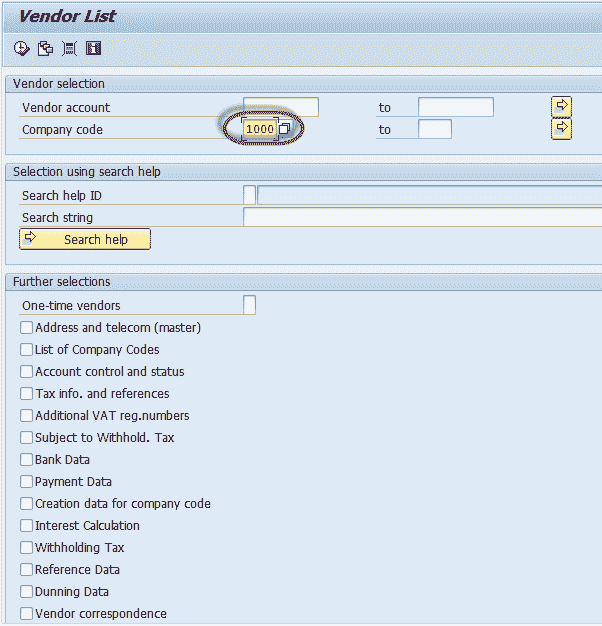 Vendor List
Vendor selection
Vendor account to
Company code 1000 to
Selection using search help
Search help ID
Search string
Search help
Further selections
One-time vendors
Address and telecom (master)
List of Company Codes
Account control and status
Tax info. and references
Additional VAT reg.numbers
Subject to Withhold. Tax
Bank Data
Payment Data
Creation data for company code
Interest Calculation
Withholding Tax
Reference Data
Dunning Data
Vendor correspondence